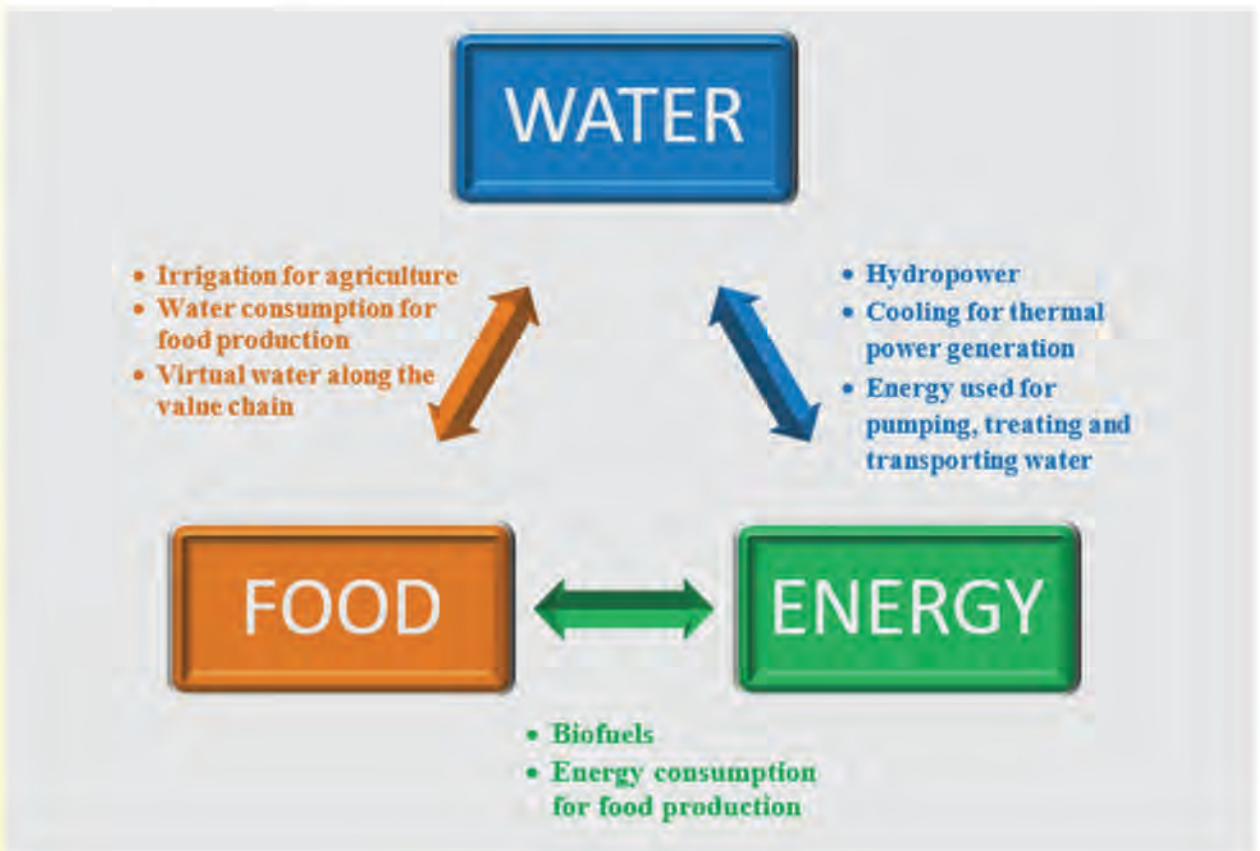 WATER
• Irrigation for agriculture
• Water consumption for
food production
• Virtual water along the
value chain
• Hydropower
• Cooling for thermal
power generation
• Energy used for
pumping, treating and
transporting water
FOOD
ENERGY
• Biofuels
• Energy consumption
for food production